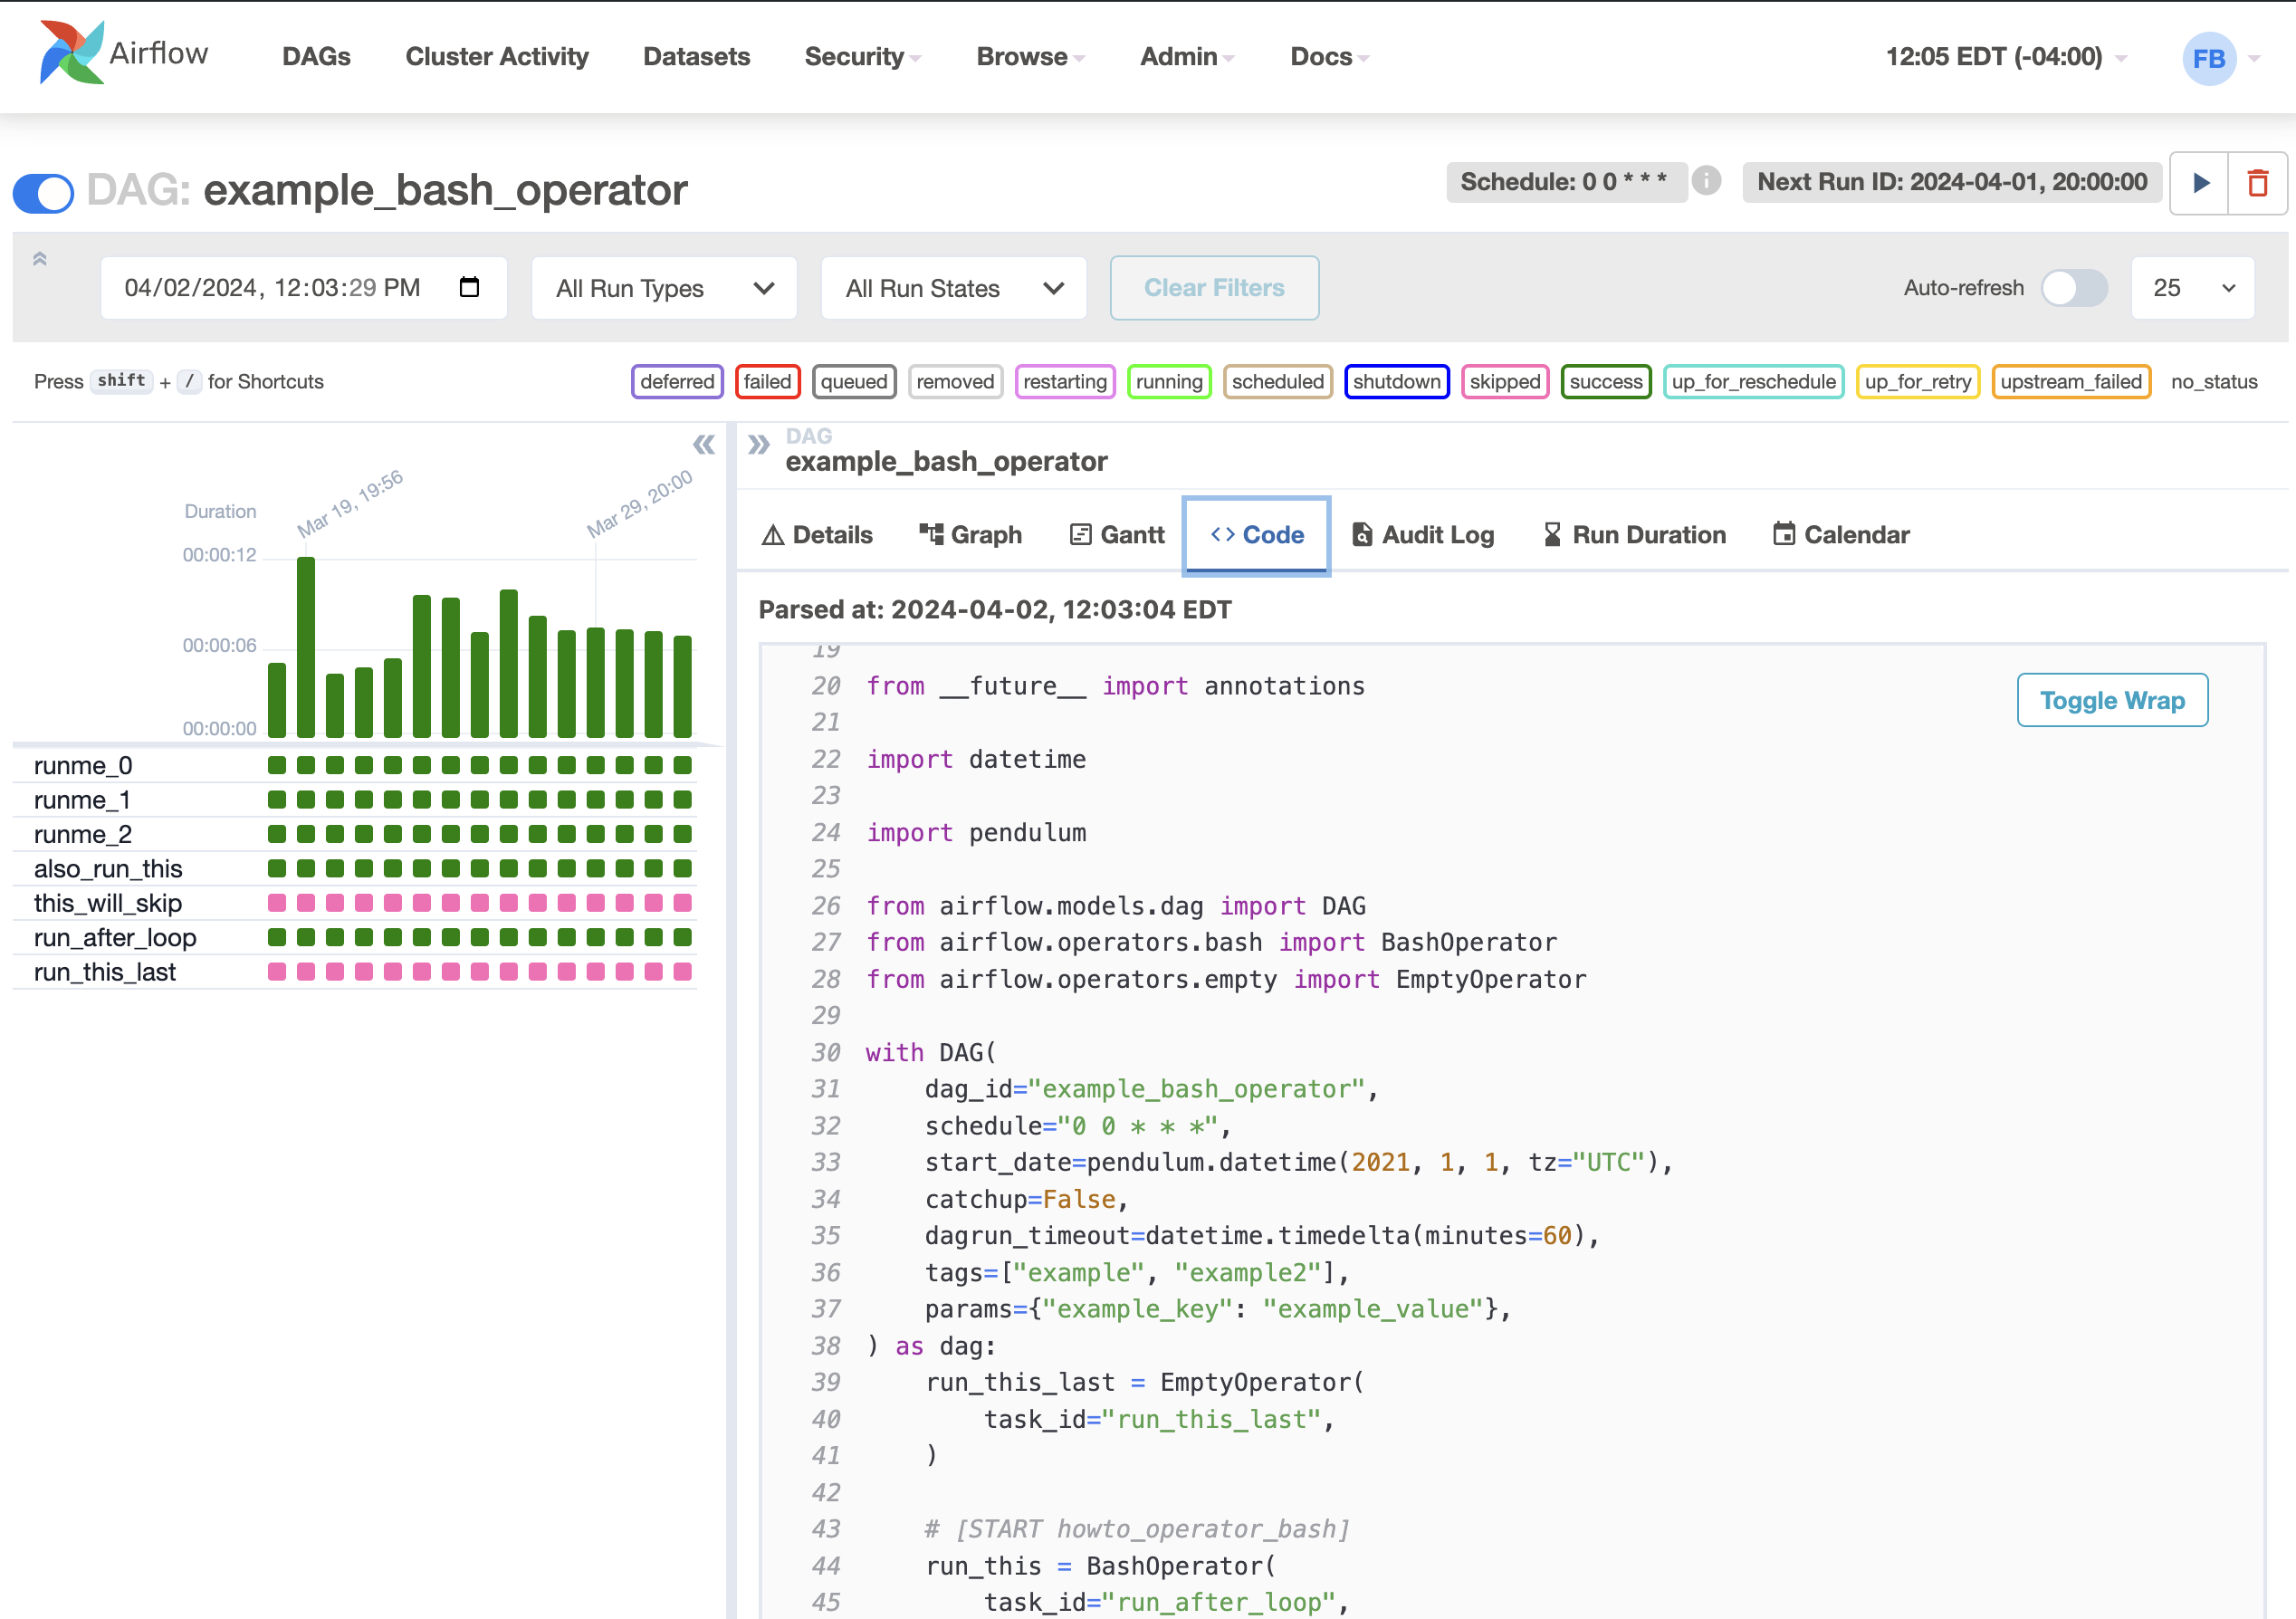 Airflow
DAGs
Cluster Activity
Datasets
Security
Browse
Admin
Docs
12:05 EDT (-04:00)
FB
DAG: example_bash_operator
Schedule: 0 0 * * *
i
Next Run ID: 2024-04-01, 20:00:00
04/02/2024, 12:03:29 PM
All Run Types
All Run States
Clear Filters
Auto-refresh
25
Press shift + / for Shortcuts
deferred
failed
queued
removed
restarting
running
scheduled
shutdown
skipped
success
up_for_reschedule
up_for_retry
upstream_failed
no_status
Duration
Mar 19, 19:56
Mar 29, 20:00
00:00:12
00:00:06
00:00:00
runme_0
runme_1
runme_2
also_run_this
this_will_skip
run_after_loop
run_this_last
DAG
example_bash_operator
Details
Graph
Gantt
<> Code
Audit Log
Run Duration
Calendar
Parsed at: 2024-04-02, 12:03:04 EDT
Toggle Wrap
19
20 from __future__ import annotations
21
22 import datetime
23
24 import pendulum
25
26 from airflow.models.dag import DAG
27 from airflow.operators.bash import BashOperator
28 from airflow.operators.empty import EmptyOperator
29
30 with DAG(
31     dag_id="example_bash_operator",
32     schedule="0 0 * * *",
33     start_date=pendulum.datetime(2021, 1, 1, tz="UTC"),
34     catchup=False,
35     dagrun_timeout=datetime.timedelta(minutes=60),
36     tags=["example", "example2"],
37     params={"example_key": "example_value"},
38 ) as dag:
39     run_this_last = EmptyOperator(
40         task_id="run_this_last",
41     )
42
43     # [START howto_operator_bash]
44     run_this = BashOperator(
45         task_id="run_after_loop",